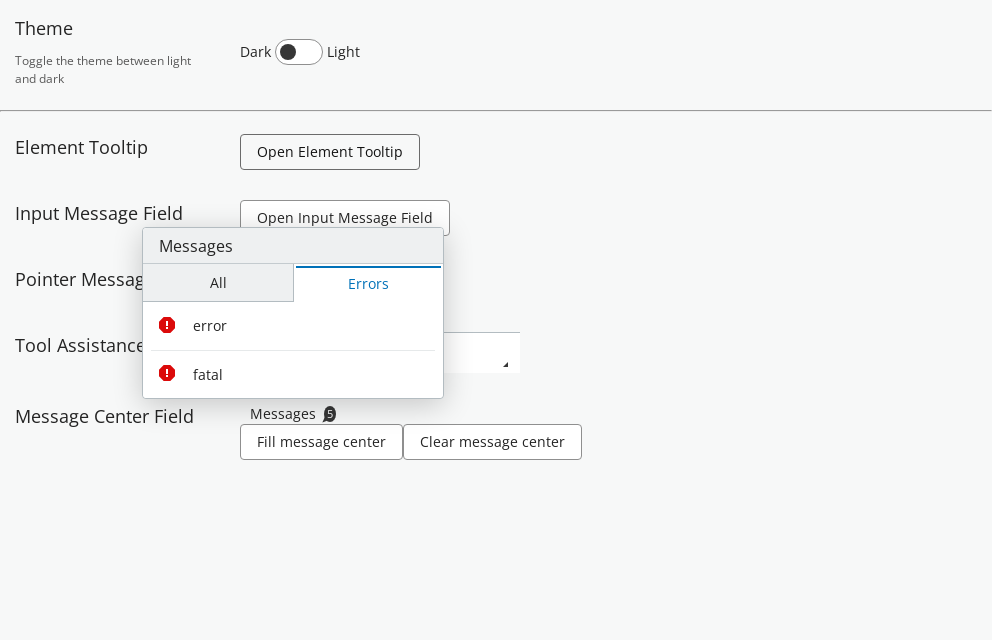 Theme
Toggle the theme between light
and dark
Dark
Light
Element Tooltip
Open Element Tooltip
Input Message Field
Open Input Message Field
Messages
Pointer Messag
All
Errors
error
Tool Assistance
fatal
Message Center Field
Messages 5
Fill message center
Clear message center